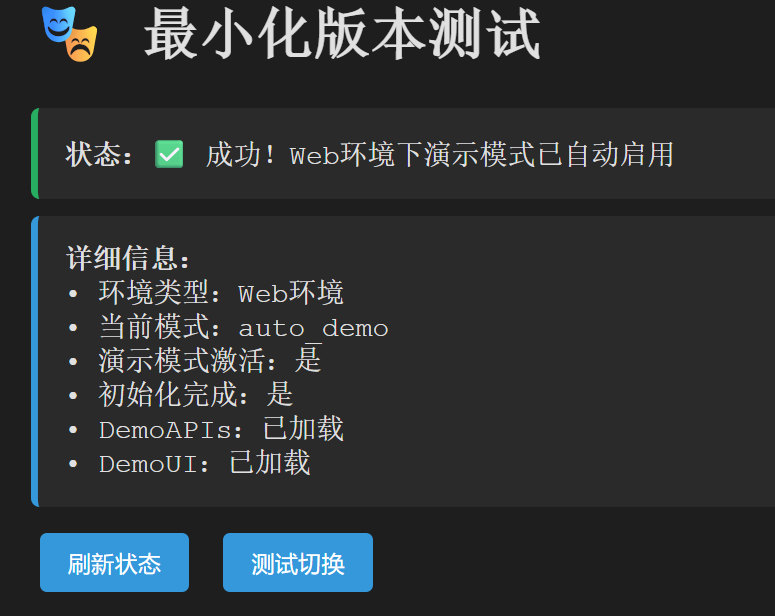 🎭 最小化版本测试
状态：✅ 成功！Web环境下演示模式已自动启用
详细信息：
• 环境类型：Web环境
• 当前模式：auto_demo
• 演示模式激活：是
• 初始化完成：是
• DemoAPIs：已加载
• DemoUI：已加载
刷新状态 测试切换